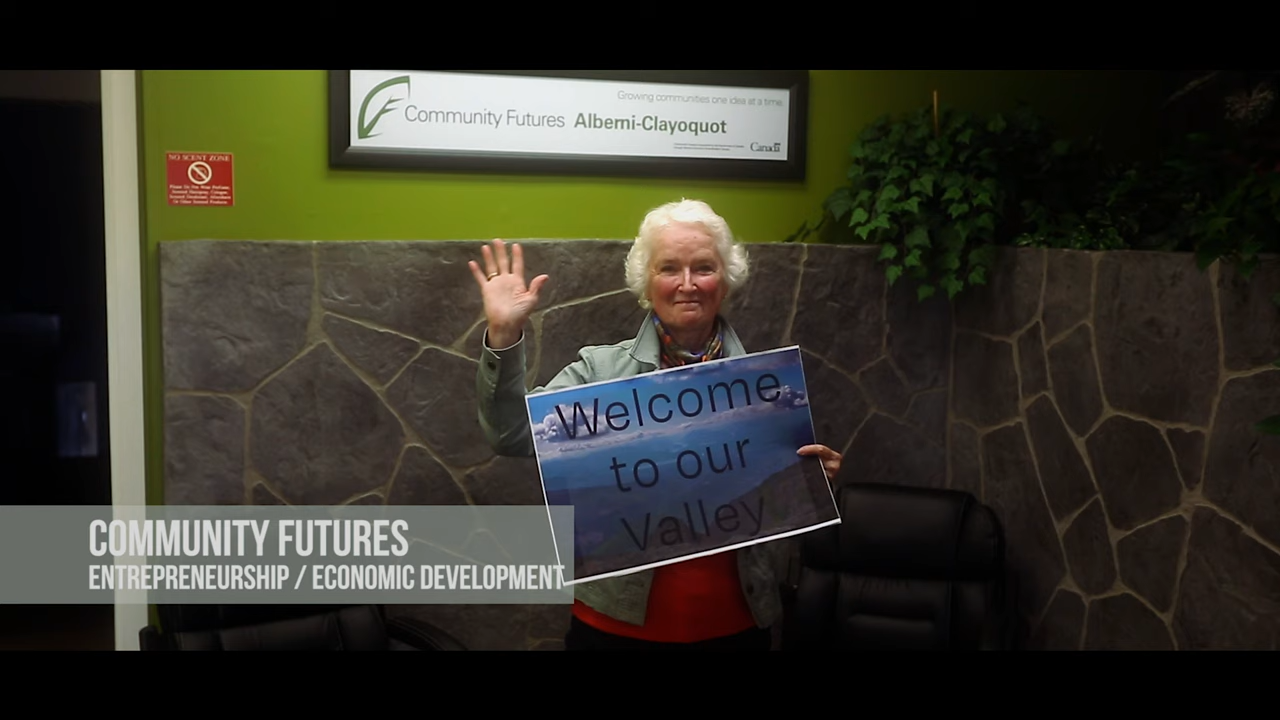 Growing communities one idea at a time.
Community Futures Alberni-Clayoquot
Canada
NO SCENT ZONE
Welcome
to our
Valley
COMMUNITY FUTURES
ENTREPRENEURSHIP / ECONOMIC DEVELOPMENT